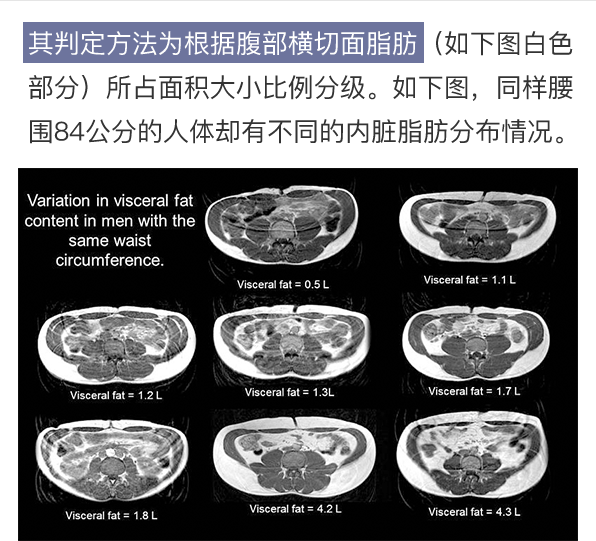 其判定方法为根据腹部横切面脂肪（如下图白色
部分）所占面积大小比例分级。如下图，同样腰
围84公分的人体却有不同的内脏脂肪分布情况。
Variation in visceral fat
content in men with the
same waist
circumference.
Visceral fat = 0.5 L
Visceral fat = 1.1 L
Visceral fat = 1.2 L
Visceral fat = 1.3L
Visceral fat = 1.7 L
Visceral fat = 1.8 L
Visceral fat = 4.2 L
Visceral fat = 4.3 L